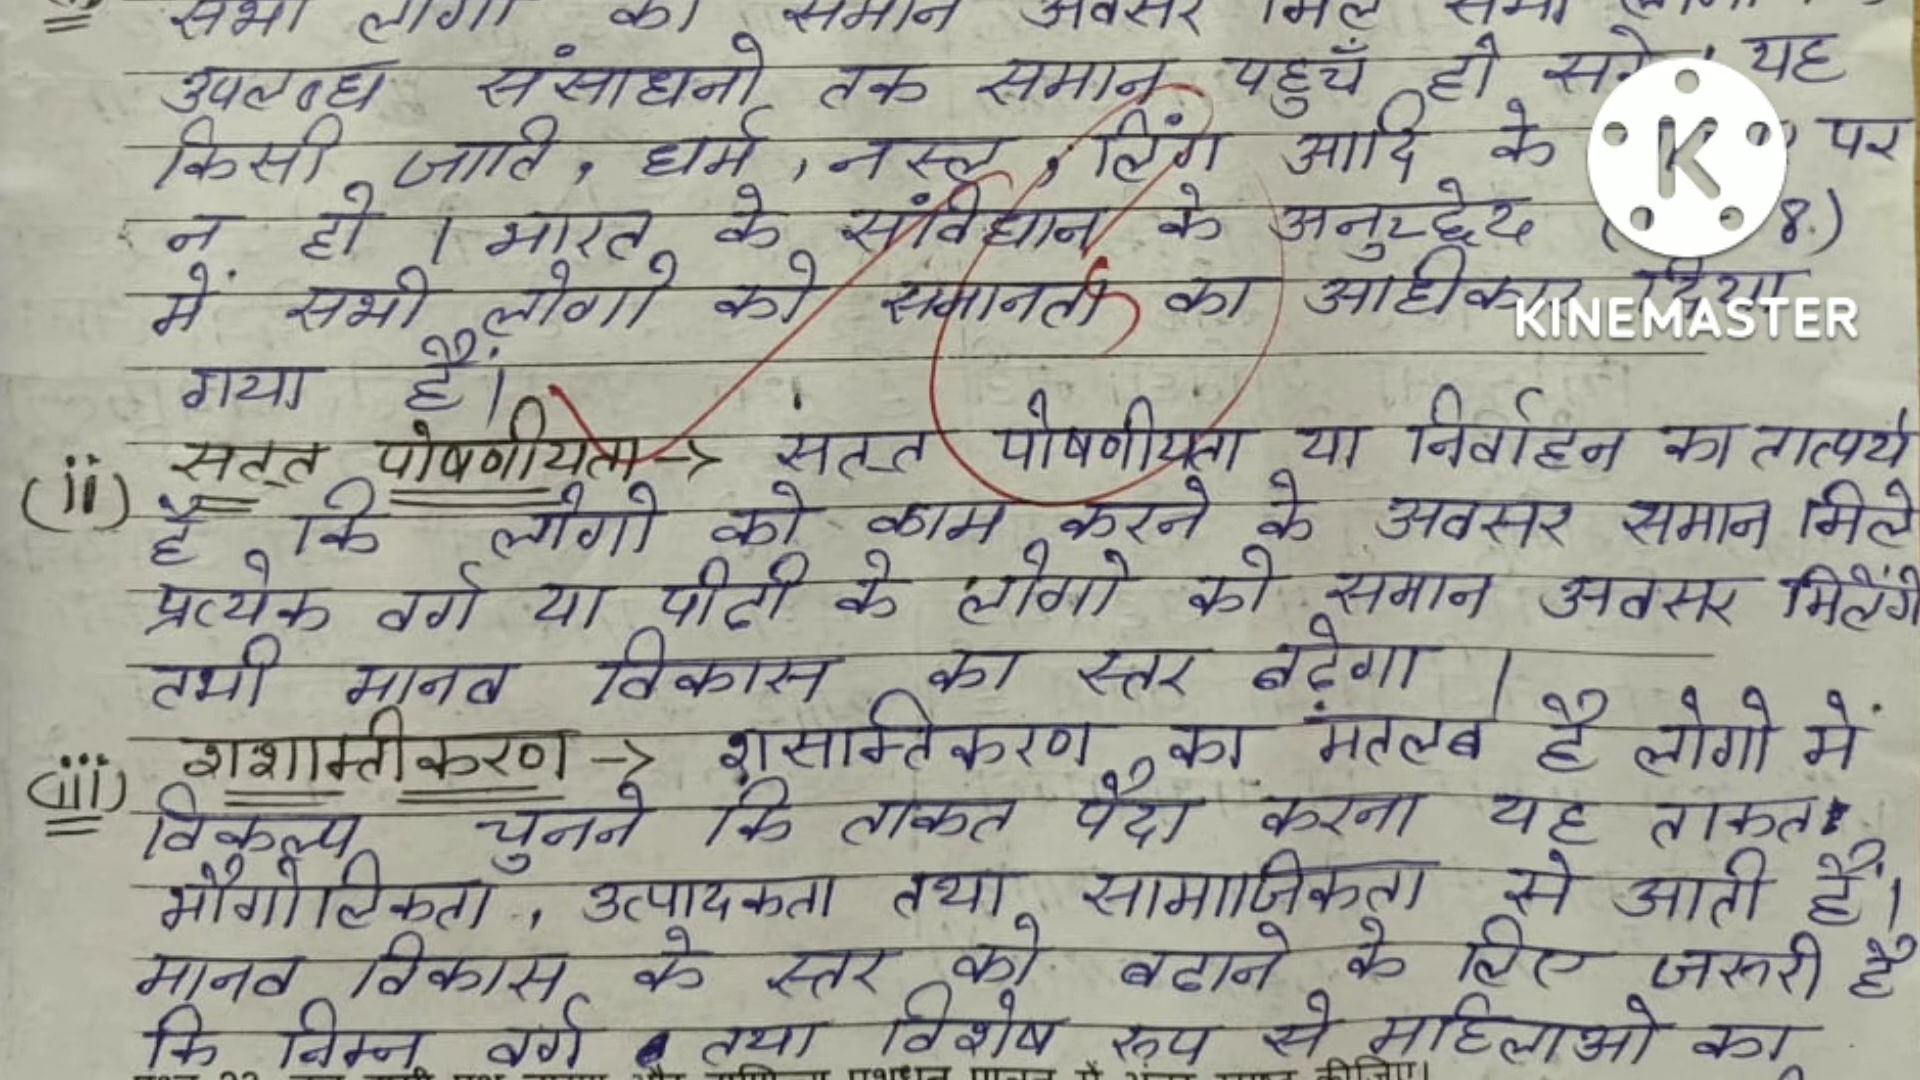 सभी लोगो को समान अवसर मिले सभी
उपलब्ध संसाधनो तक समान पहुचँ हो सके। यह
किसी जाति, धर्म, नस्ल, लिंग आदि के पर
न हो। भारत के संविधान के अनुच्छेद ( 8.)
में सभी लोगो को समानता का अधीकार दिया
गया हैं।
(ii) सतत पोषणीयता -> सतत पोषणीयता या निर्वाहन का तात्पर्य
है कि लोगो को काम करने के अवसर समान मिले
प्रत्येक वर्ग या पीढी के लोगो को समान अवसर मिलेंगे
तभी मानव विकास का स्तर बढ़ेगा।
(iii) शशाक्तीकरण -> शसाक्तिकरण का मतलब है लोगो में
विकल्प चुनने कि ताकत पैदा करना यह ताकत
भौगोलिकता, उत्पादकता तथा सामाजिकता से आती हैं।
मानव विकास के स्तर को बढाने के लिए जरूरी है
कि निम्न वर्ग तथा विशेष रूप से महिलाओ का
KINEMASTER